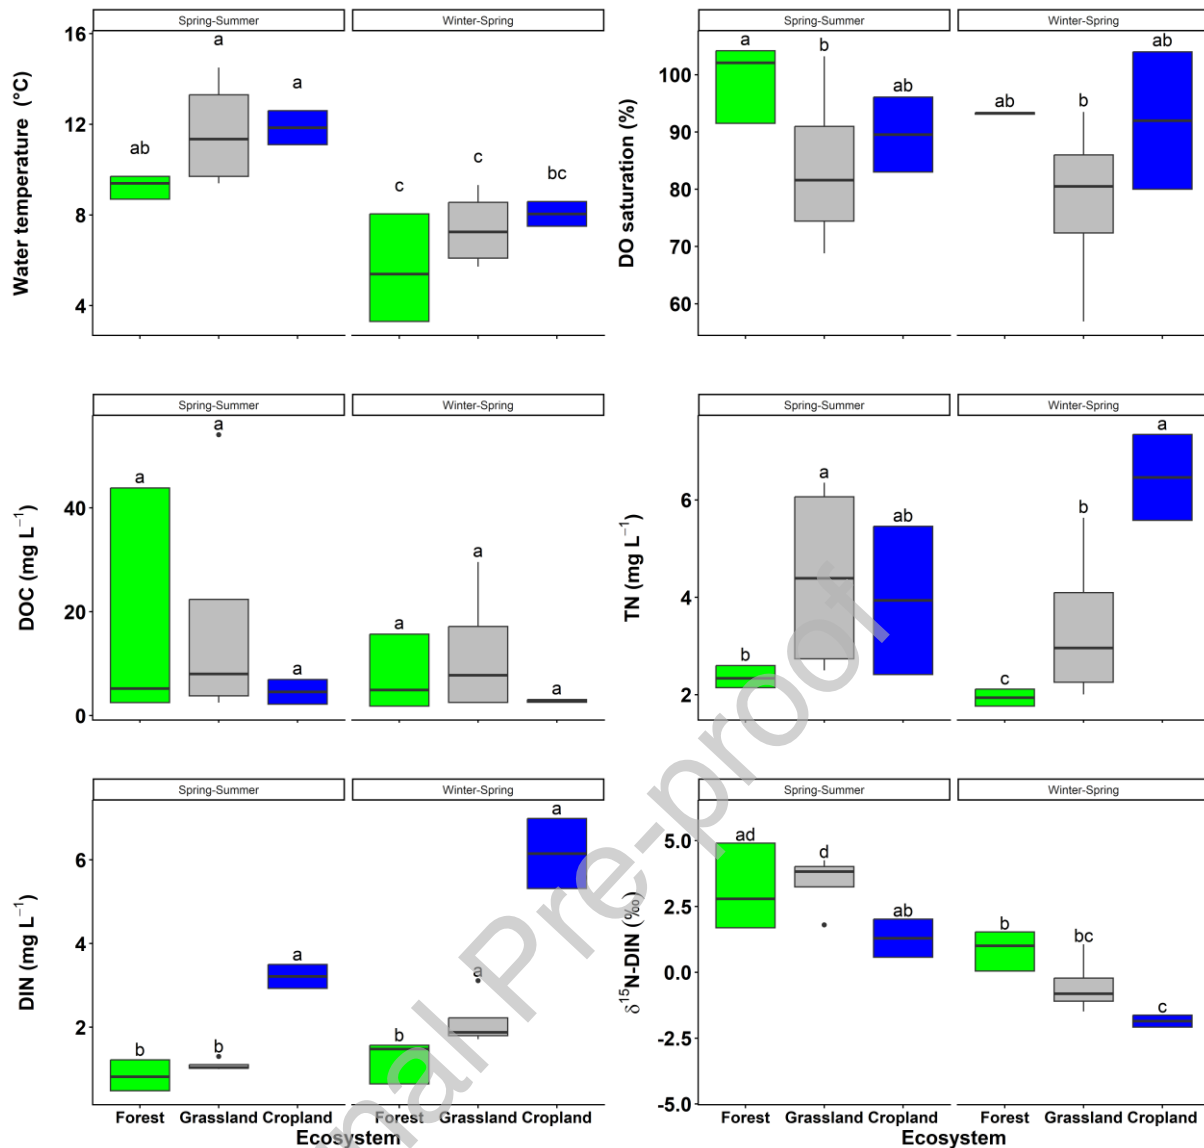 Spring-Summer Winter-Spring
16
12
8
4
Water temperature (°C)
ab a a c c bc
Spring-Summer Winter-Spring
100
90
80
70
60
DO saturation (%)
a b ab ab b ab
Spring-Summer Winter-Spring
40
20
0
DOC (mg L⁻¹)
a a a a a a
Spring-Summer Winter-Spring
6
4
2
TN (mg L⁻¹)
b a ab c b a
Spring-Summer Winter-Spring
6
4
2
DIN (mg L⁻¹)
b b a b a a
Forest Grassland Cropland Forest Grassland Cropland
Ecosystem
Spring-Summer Winter-Spring
5.0
2.5
0.0
-2.5
-5.0
δ¹⁵N-DIN (‰)
ad d ab b bc c
Forest Grassland Cropland Forest Grassland Cropland
Ecosystem
nal Pre-proof